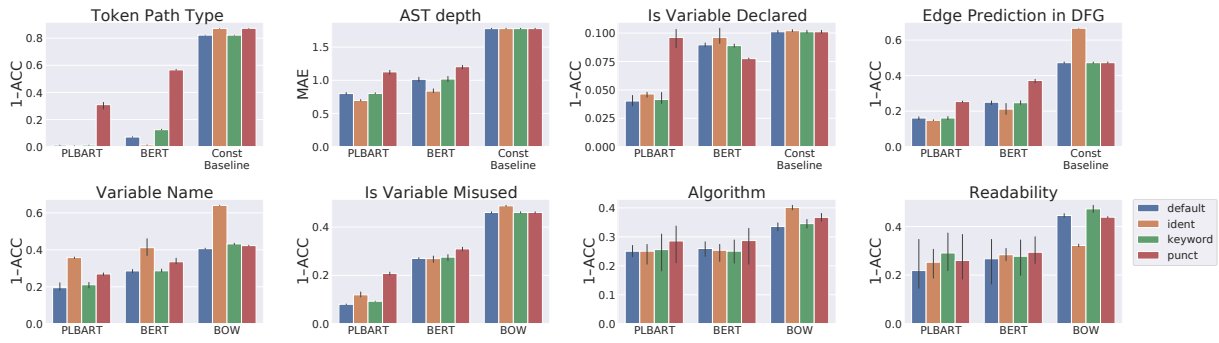 Token Path Type
1–ACC
0.8
0.6
0.4
0.2
0.0
PLBART BERT Const
Baseline
AST depth
MAE
1.5
1.0
0.5
0.0
PLBART BERT Const
Baseline
Is Variable Declared
1–ACC
0.100
0.075
0.050
0.025
0.000
PLBART BERT Const
Baseline
Edge Prediction in DFG
1–ACC
0.6
0.4
0.2
0.0
PLBART BERT Const
Baseline
Variable Name
1–ACC
0.6
0.4
0.2
0.0
PLBART BERT BOW
Is Variable Misused
1–ACC
0.4
0.2
0.0
PLBART BERT BOW
Algorithm
1–ACC
0.4
0.3
0.2
0.1
0.0
PLBART BERT BOW
Readability
1–ACC
0.4
0.2
0.0
PLBART BERT BOW
default
ident
keyword
punct